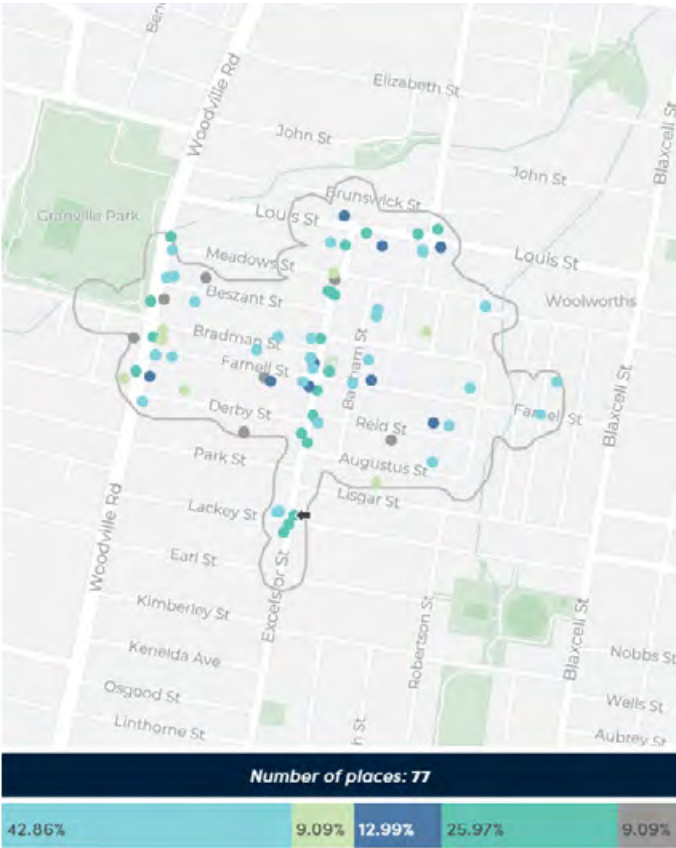 Ben
Woodville Rd
Elizabeth St
John St
John St
Blaxcell St
Granville Park
Brunswick St
Louis St
Louis St
Meadows St
Beszant St
Woolworths
Bradman St
Farnell St
Blaxcell St
Derby St
Reid St
Farnell St
Park St
Augustus St
Lackey St
Lisgar St
Woodville Rd
Earl St
Excelsior St
Kimberley St
Robertson St
Blaxcell St
Kenelda Ave
Nobbs St
Osgood St
Wells St
Linthorne St
h St
Aubrey St
Number of places: 77
42.86% 9.09% 12.99% 25.97% 9.09%